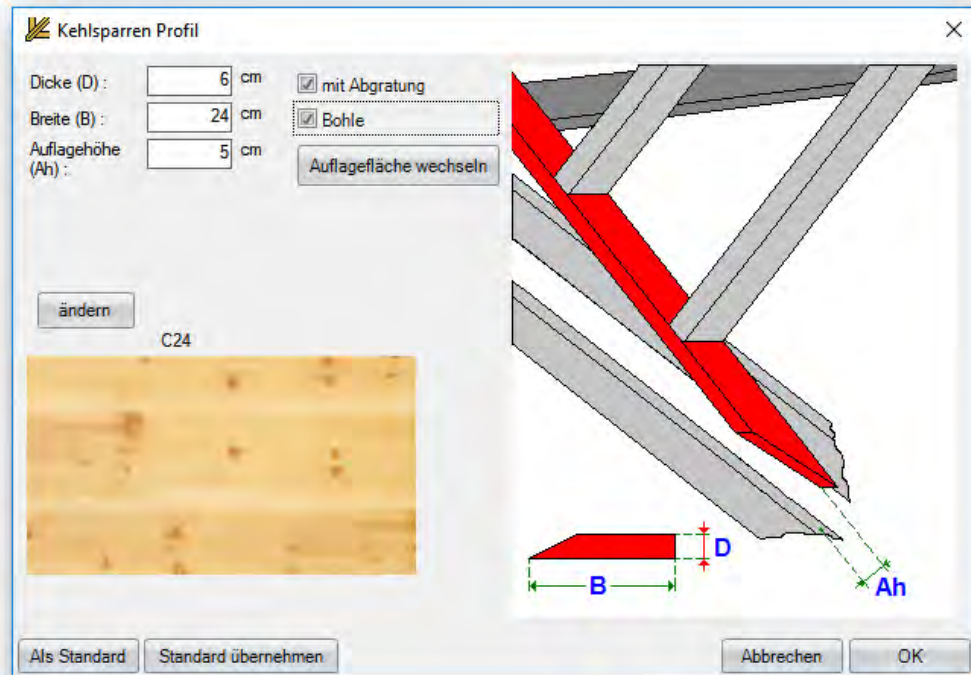 Kehlsparren Profil
Dicke (D) : 6 cm
mit Abgratung
Breite (B) : 24 cm
Bohle
Auflagehöhe
(Ah) : 5 cm
Auflagefläche wechseln
ändern
C24
D
B
Ah
Als Standard
Standard übernehmen
Abbrechen
OK